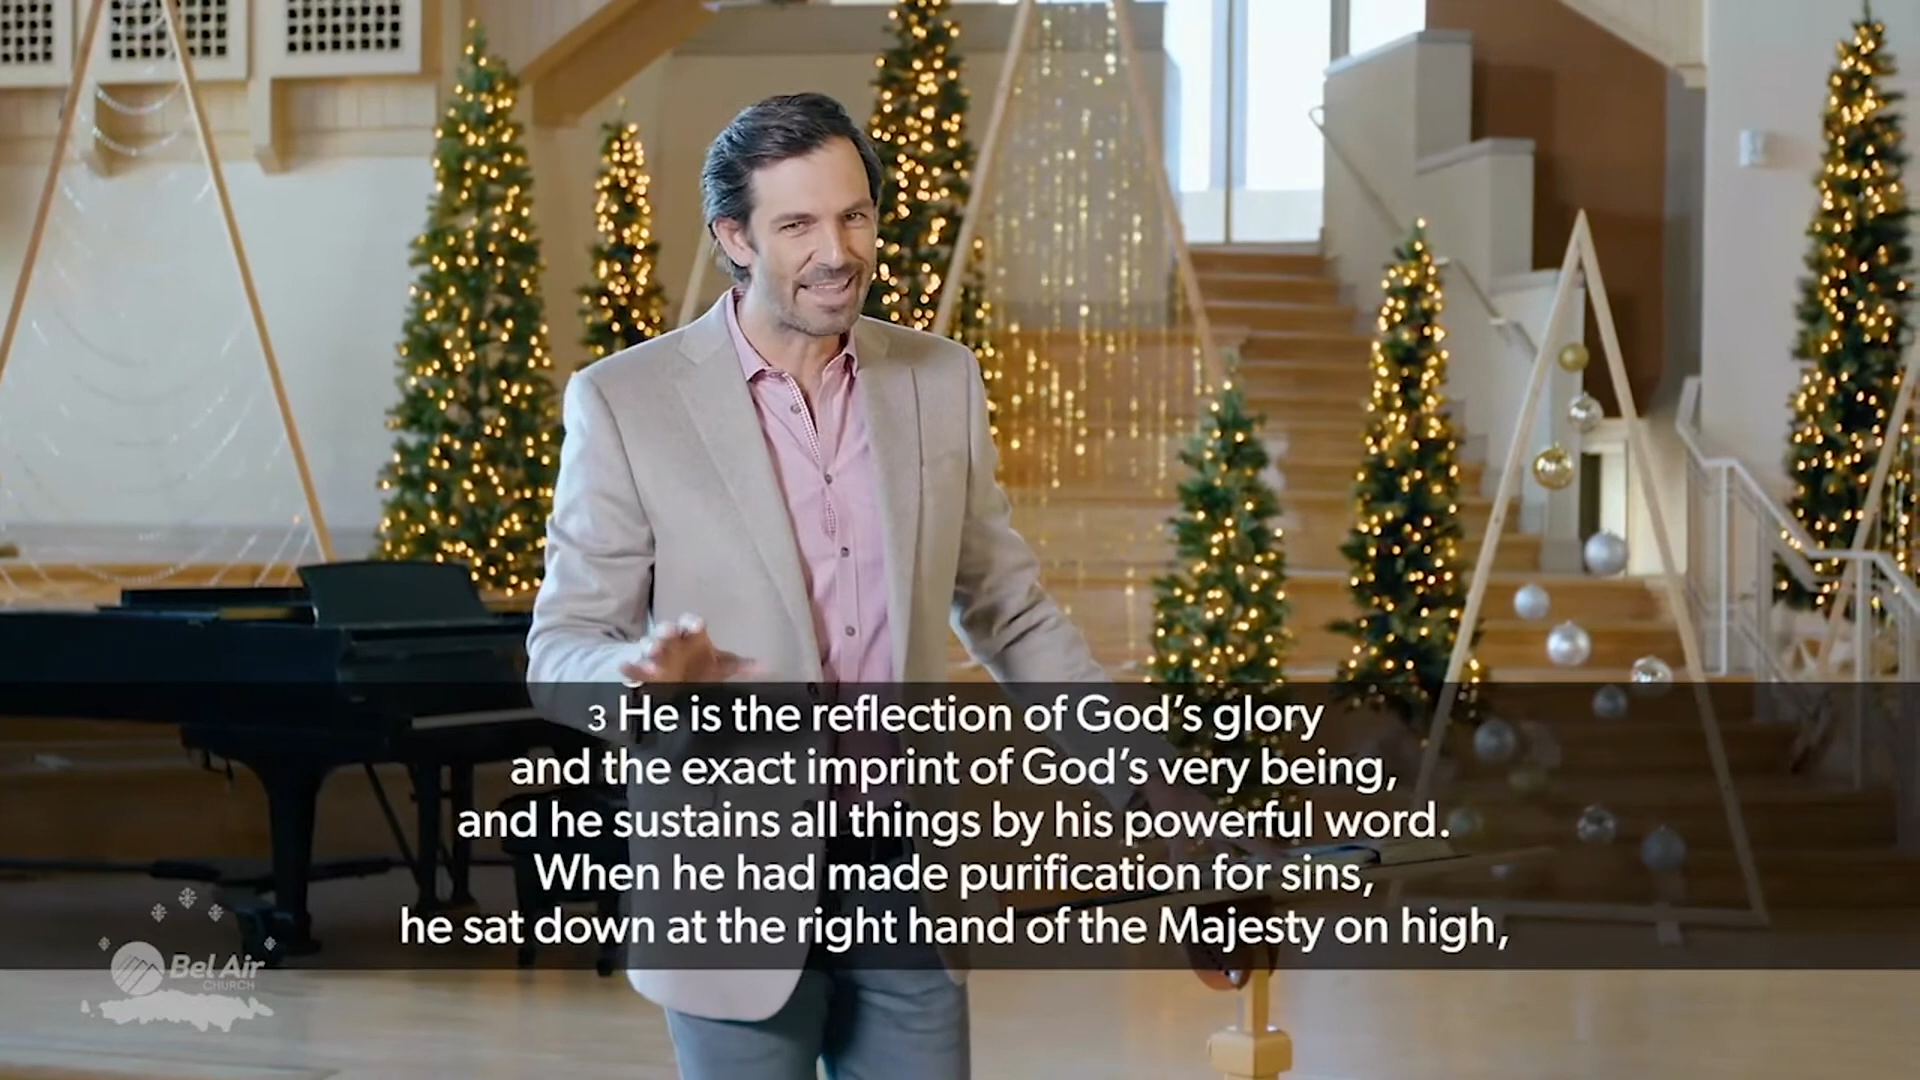 3 He is the reflection of God's glory
and the exact imprint of God's very being,
and he sustains all things by his powerful word.
When he had made purification for sins,
he sat down at the right hand of the Majesty on high,
Bel Air
CHURCH